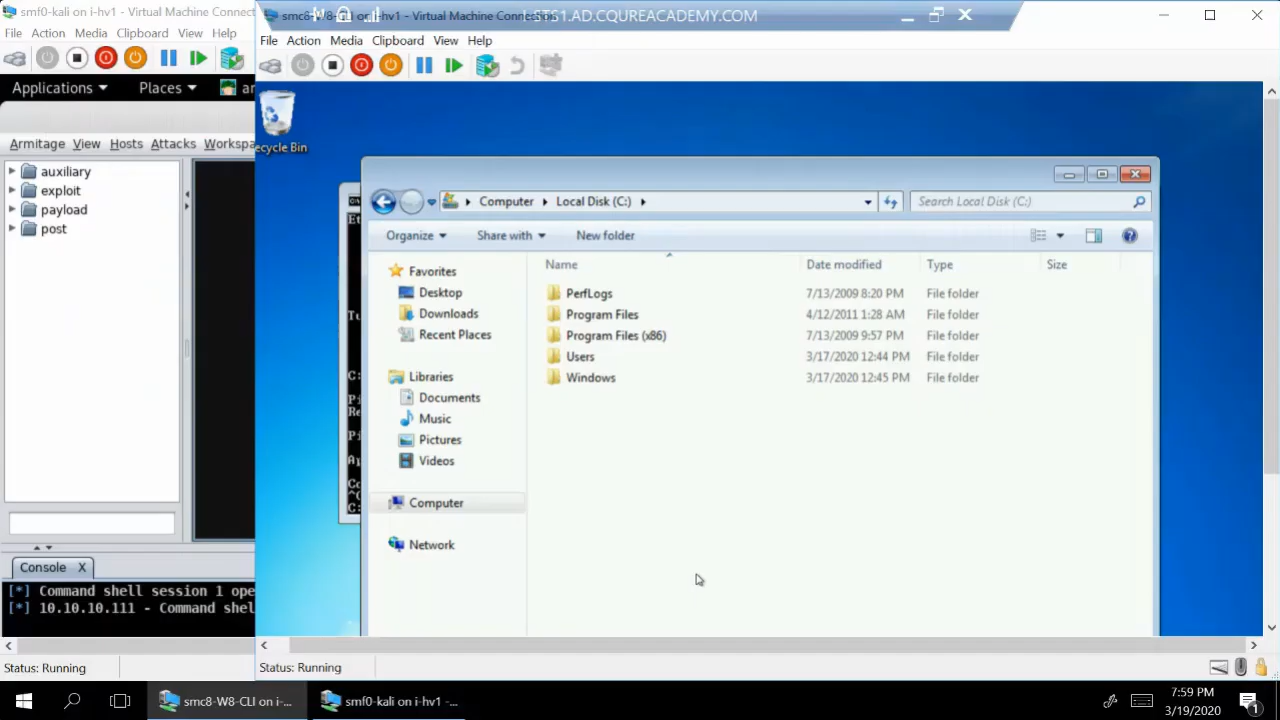 smf0-kali on i-hv1 - Virtual Machine Connect
File Action Media Clipboard View Help
Applications Places
Armitage View Hosts Attacks Workspa
auxiliary
exploit
payload
post
Console X
[*] Command shell session 1 ope
[*] 10.10.10.111 - Command shel
Status: Running
on i-hv1 - Virtual Machine Connec
TS1.AD.CQUREACADEMY.COM
File Action Media Clipboard View Help
ecycle Bin
Computer Local Disk (C:)
Search Local Disk (C:)
Organize Share with New folder
Name Date modified Type Size
Favorites
Desktop
Downloads
Recent Places
Libraries
Documents
Music
Pictures
Videos
Computer
Network
PerfLogs 7/13/2009 8:20 PM File folder
Program Files 4/12/2011 1:28 AM File folder
Program Files (x86) 7/13/2009 9:57 PM File folder
Users 3/17/2020 12:44 PM File folder
Windows 3/17/2020 12:45 PM File folder
Status: Running
smc8-W8-CLI on i-...
smf0-kali on i-hv1 -...
7:59 PM
3/19/2020
1